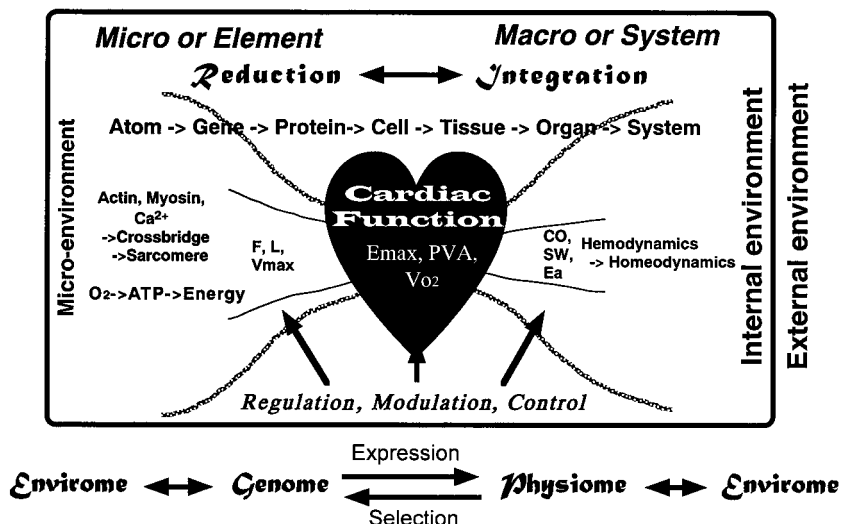 Micro or Element
Macro or System
Reduction
Integration
Atom -> Gene -> Protein-> Cell -> Tissue -> Organ -> System
Micro-environment
Actin, Myosin,
Ca2+
->Crossbridge
->Sarcomere
F, L,
Vmax
O2->ATP->Energy
Cardiac
Function
Emax, PVA,
Vo2
CO,
SW,
Ea
Hemodynamics
-> Homeodynamics
Internal environment
External environment
Regulation, Modulation, Control
Expression
Envirome
Genome
Physiome
Envirome
Selection